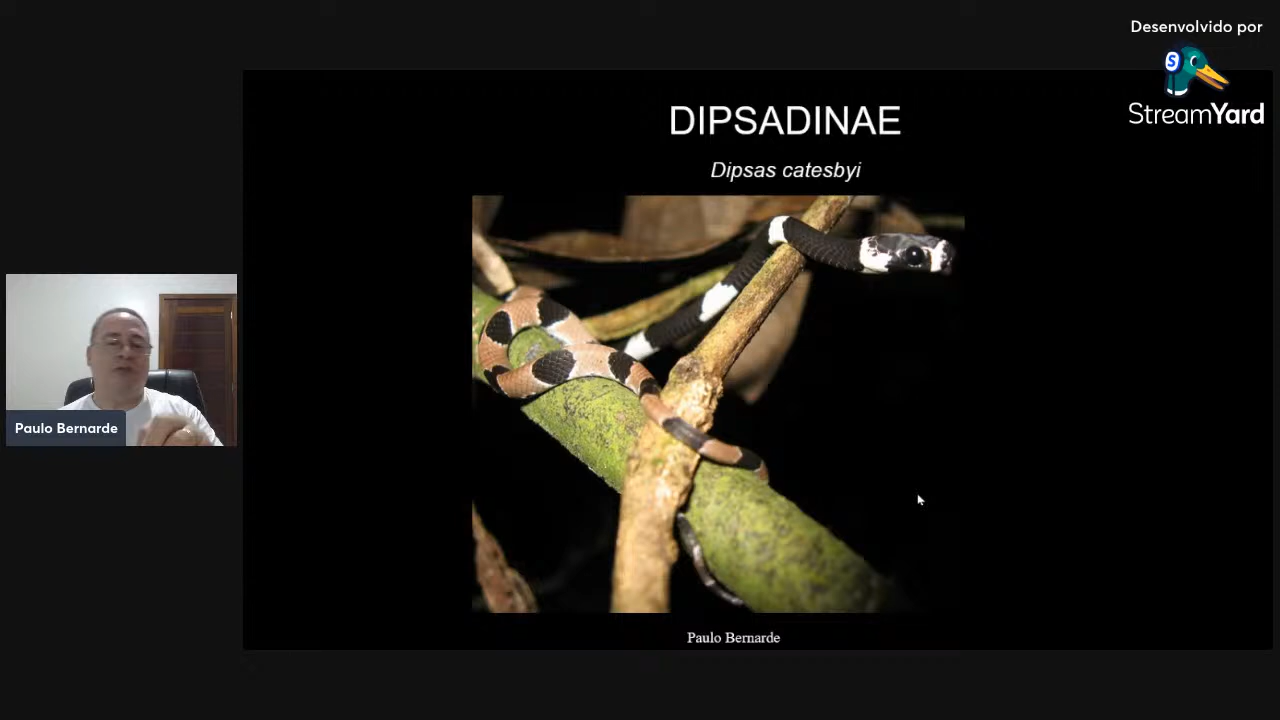 Desenvolvido por
S
StreamYard
DIPSADINAE
Dipsas catesbyi
Paulo Bernarde
Paulo Bernarde